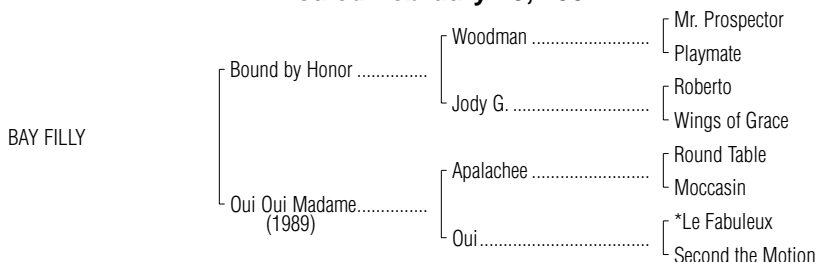 Mr. Prospector
Woodman
Playmate
Bound by Honor
Roberto
Jody G.
Wings of Grace
BAY FILLY
Round Table
Apalachee
Moccasin
Oui Oui Madame
(1989)
*Le Fabuleux
Oui
Second the Motion